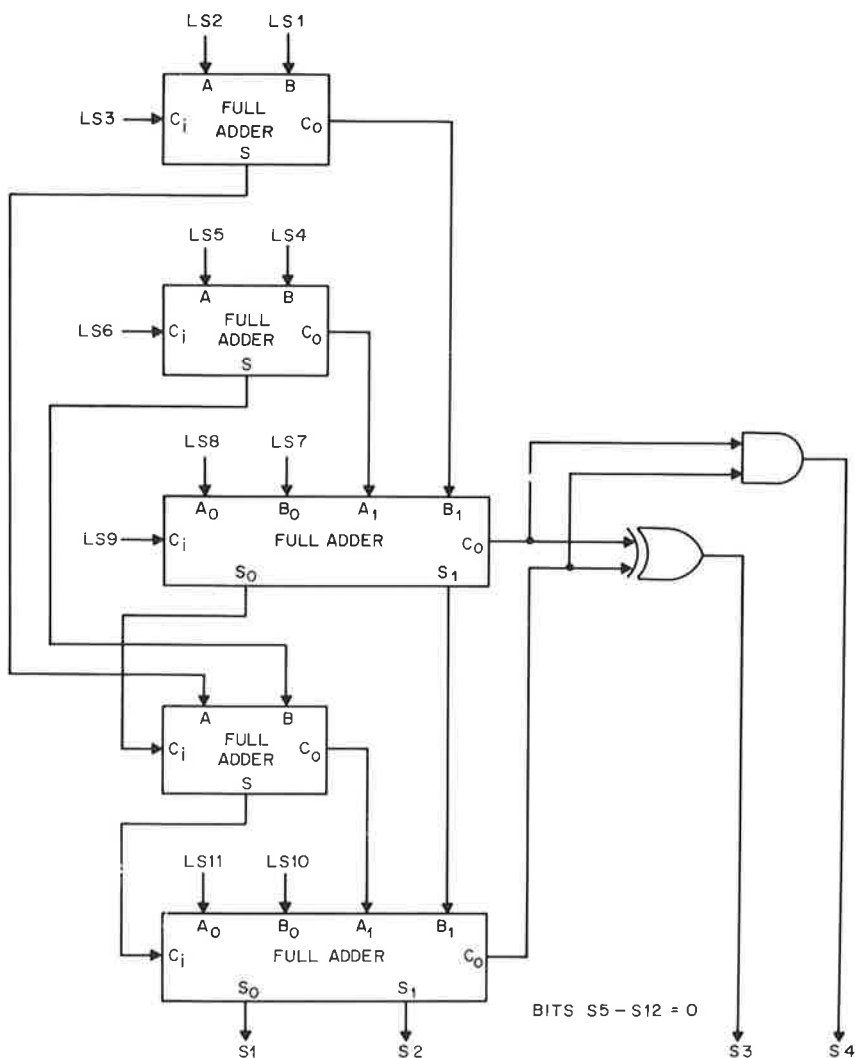 LS2 LS1
A B
FULL
LS3 Ci ADDER Co
S
LS5 LS4
A B
FULL
LS6 Ci ADDER Co
S
LS8 LS7
A0 B0 A1 B1
LS9 Ci FULL ADDER Co
S0 S1
A B
FULL
Ci ADDER Co
S
LS11 LS10
A0 B0 A1 B1
Ci FULL ADDER Co
S0 S1
BITS S5-S12 = 0
S1 S2 S3 S4